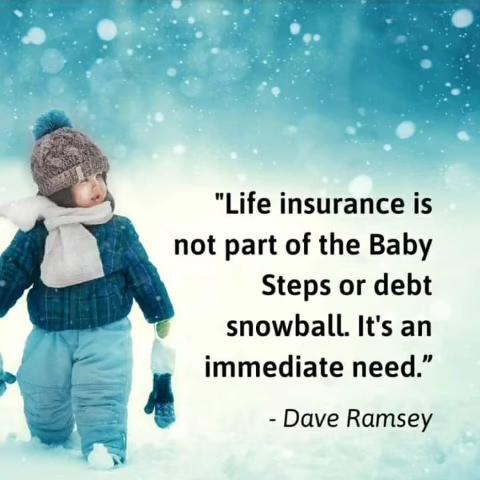 "Life insurance is
not part of the Baby
Steps or debt
snowball. It's an
immediate need.”
- Dave Ramsey